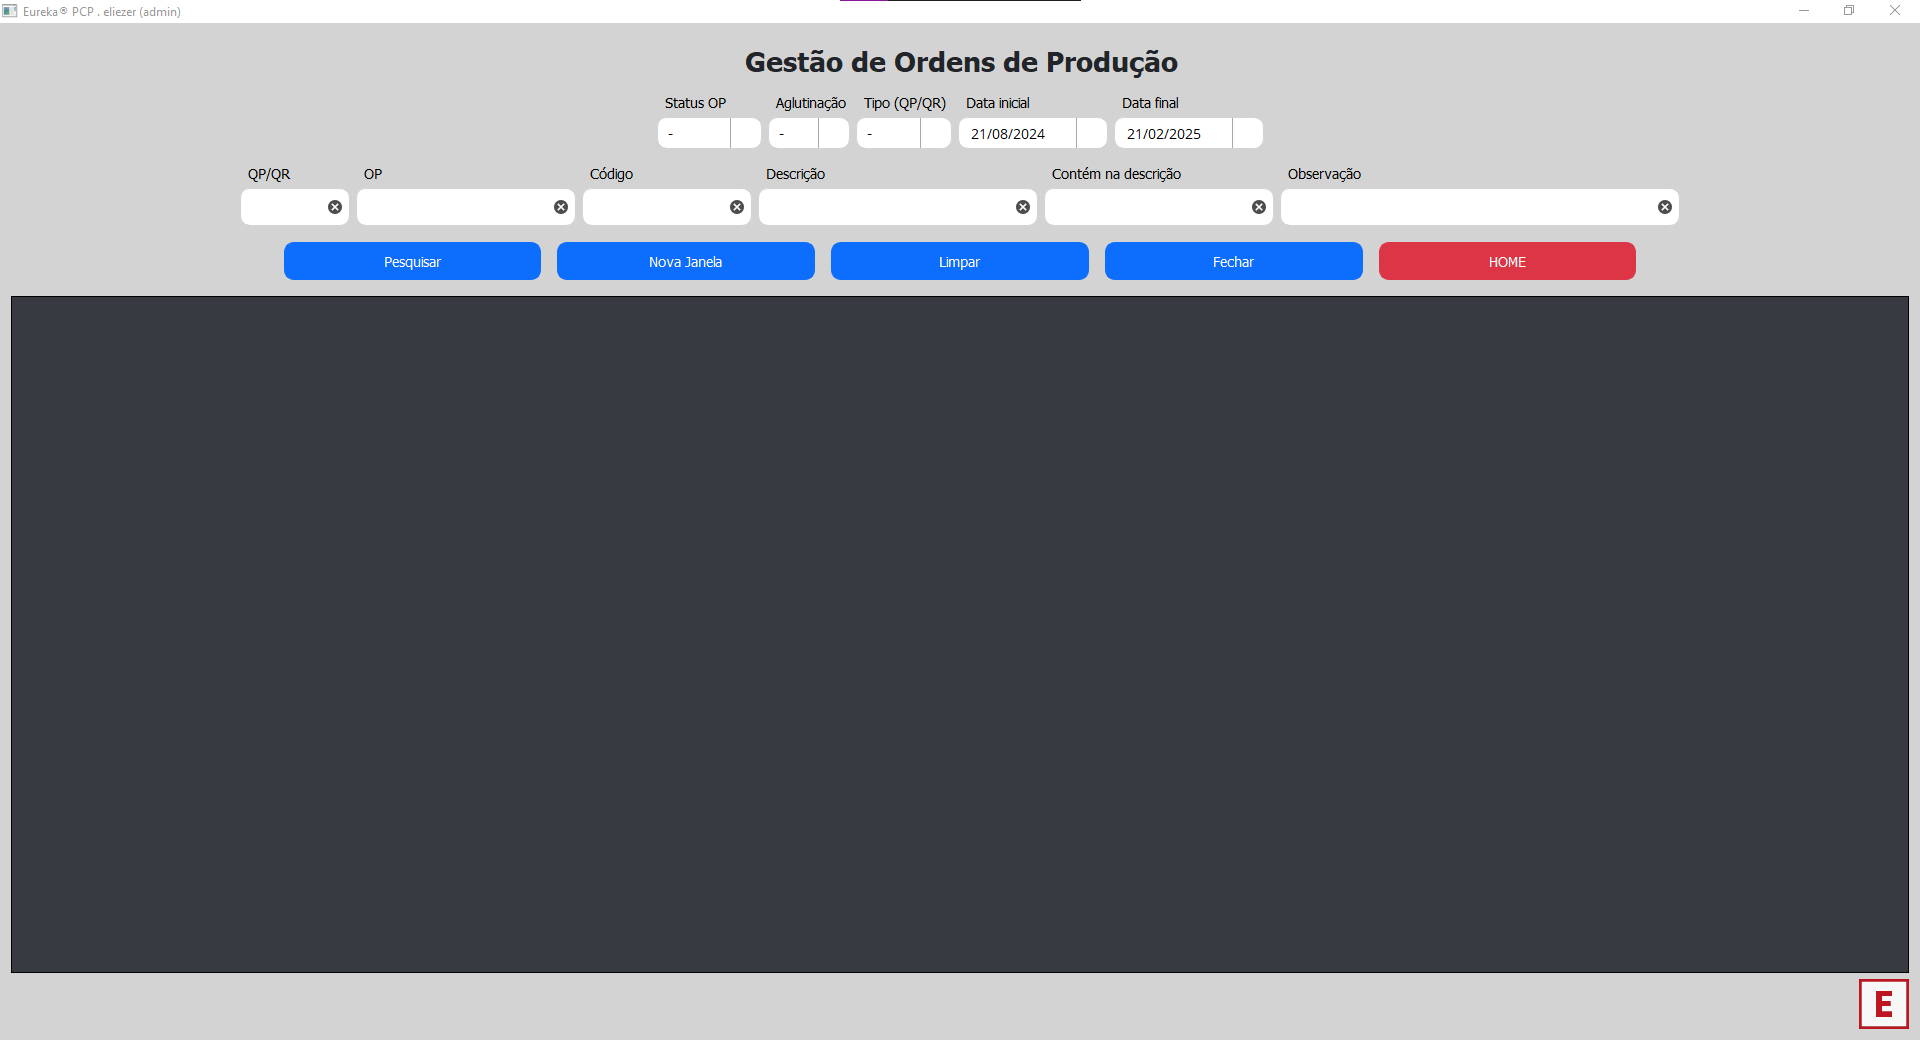 Eureka® PCP . eliezer (admin)
Gestão de Ordens de Produção
Status OP Aglutinação Tipo (QP/QR) Data inicial Data final
- - - 21/08/2024 21/02/2025
QP/QR OP Código Descrição Contém na descrição Observação
Pesquisar Nova Janela Limpar Fechar HOME
E